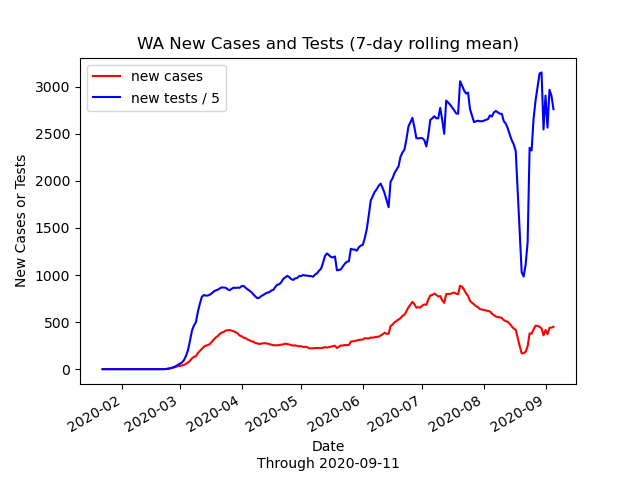 WA New Cases and Tests (7-day rolling mean)
new cases
new tests / 5
New Cases or Tests
3000
2500
2000
1500
1000
500
0
2020-02
2020-03
2020-04
2020-05
2020-06
2020-07
2020-08
2020-09
Date
Through 2020-09-11